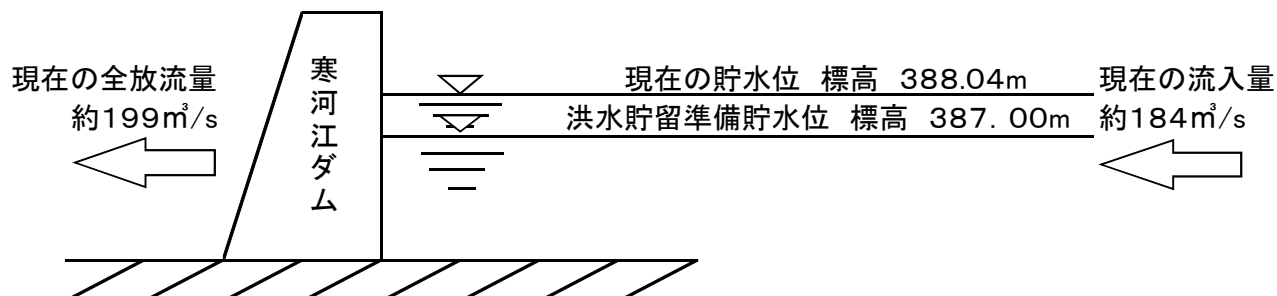 現在の全放流量
約199㎥/s
寒河江ダム
現在の貯水位 標高 388.04m
洪水貯留準備貯水位 標高 387.00m
現在の流入量
約184㎥/s